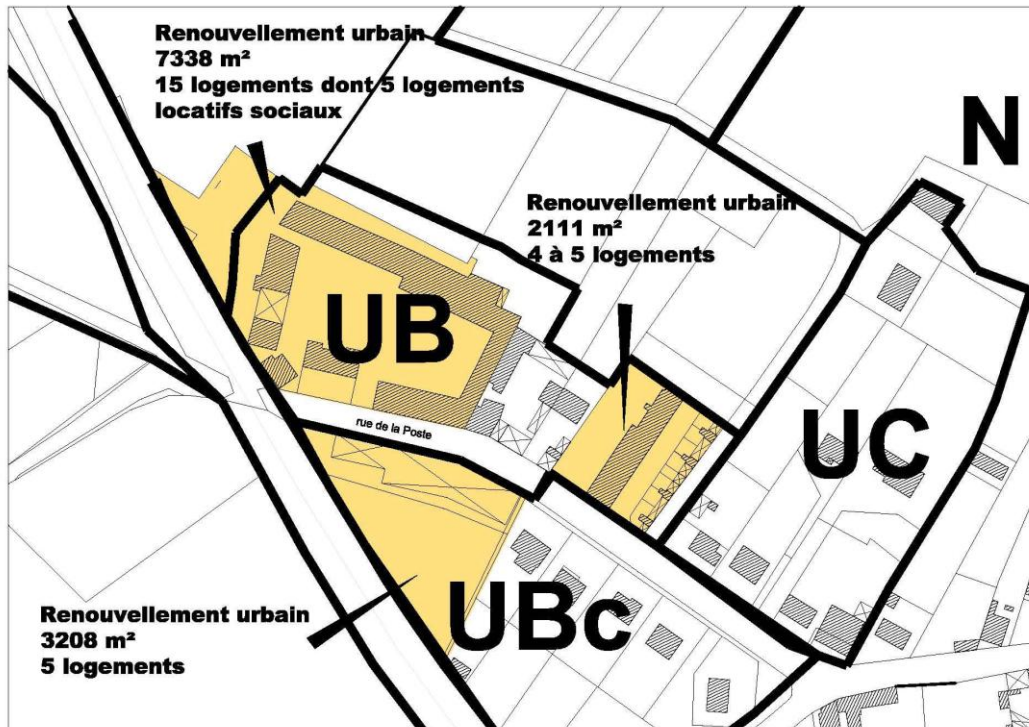 Renouvellement urbain
7338 m²
15 logements dont 5 logements
locatifs sociaux
N
Renouvellement urbain
2111 m²
4 à 5 logements
UB
UC
rue de la Poste
UBc
Renouvellement urbain
3208 m²
5 logements